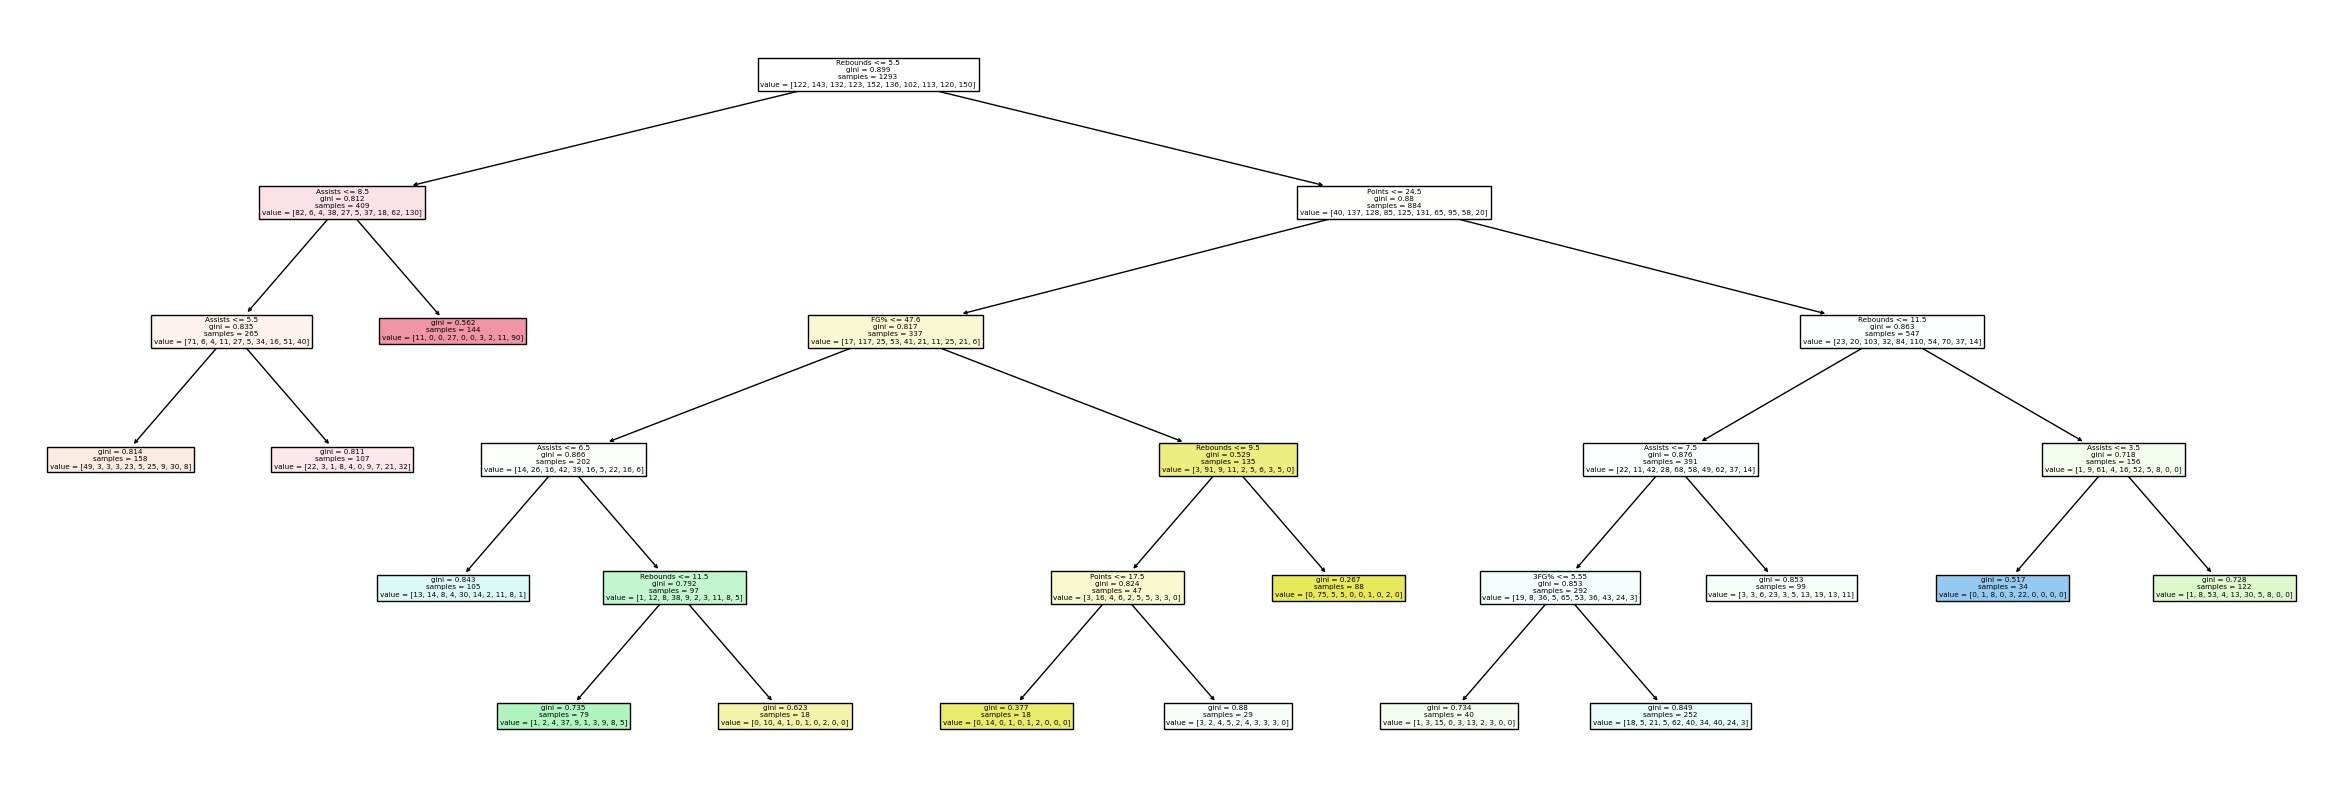 Rebounds <= 5.5
gini = 0.899
samples = 1293
value = [122, 143, 132, 123, 152, 136, 102, 113, 120, 150]
Assists <= 8.5
gini = 0.812
samples = 409
value = [82, 6, 4, 38, 27, 5, 37, 18, 62, 130]
Points <= 24.5
gini = 0.88
samples = 884
value = [40, 137, 128, 85, 125, 131, 65, 95, 58, 20]
Assists <= 5.5
gini = 0.835
samples = 265
value = [71, 6, 4, 11, 27, 5, 34, 16, 51, 40]
gini = 0.562
samples = 144
value = [11, 0, 0, 27, 0, 0, 3, 2, 11, 90]
FG% <= 47.6
gini = 0.817
samples = 337
value = [17, 117, 25, 53, 41, 21, 11, 25, 21, 6]
Rebounds <= 11.5
gini = 0.863
samples = 547
value = [23, 20, 103, 32, 84, 110, 54, 70, 37, 14]
gini = 0.814
samples = 158
value = [49, 3, 3, 3, 23, 5, 25, 9, 30, 8]
gini = 0.811
samples = 107
value = [22, 3, 1, 8, 4, 0, 9, 7, 21, 32]
Assists <= 6.5
gini = 0.866
samples = 202
value = [14, 26, 16, 42, 39, 16, 5, 22, 16, 6]
Rebounds <= 9.5
gini = 0.529
samples = 135
value = [3, 91, 9, 11, 2, 5, 6, 3, 5, 0]
Assists <= 7.5
gini = 0.876
samples = 391
value = [22, 11, 42, 28, 68, 58, 49, 62, 37, 14]
Assists <= 3.5
gini = 0.718
samples = 156
value = [1, 9, 61, 4, 16, 52, 5, 8, 0, 0]
gini = 0.843
samples = 105
value = [13, 14, 8, 4, 30, 14, 2, 11, 8, 1]
Rebounds <= 11.5
gini = 0.792
samples = 97
value = [1, 12, 8, 38, 9, 2, 3, 11, 8, 5]
Points <= 17.5
gini = 0.824
samples = 47
value = [3, 16, 4, 6, 2, 5, 5, 3, 3, 0]
gini = 0.267
samples = 88
value = [0, 75, 5, 5, 0, 0, 1, 0, 2, 0]
3FG% <= 5.55
gini = 0.853
samples = 292
value = [19, 8, 36, 5, 65, 53, 36, 43, 24, 3]
gini = 0.853
samples = 99
value = [3, 3, 6, 23, 3, 5, 13, 19, 13, 11]
gini = 0.517
samples = 34
value = [0, 1, 8, 0, 3, 22, 0, 0, 0, 0]
gini = 0.728
samples = 122
value = [1, 8, 53, 4, 13, 30, 5, 8, 0, 0]
gini = 0.735
samples = 79
value = [1, 2, 4, 37, 9, 1, 3, 9, 8, 5]
gini = 0.623
samples = 18
value = [0, 10, 4, 1, 0, 1, 0, 2, 0, 0]
gini = 0.377
samples = 18
value = [0, 14, 0, 1, 0, 1, 2, 0, 0, 0]
gini = 0.88
samples = 29
value = [3, 2, 4, 5, 2, 4, 3, 3, 3, 0]
gini = 0.734
samples = 40
value = [1, 3, 15, 0, 3, 13, 2, 3, 0, 0]
gini = 0.849
samples = 252
value = [18, 5, 21, 5, 62, 40, 34, 40, 24, 3]